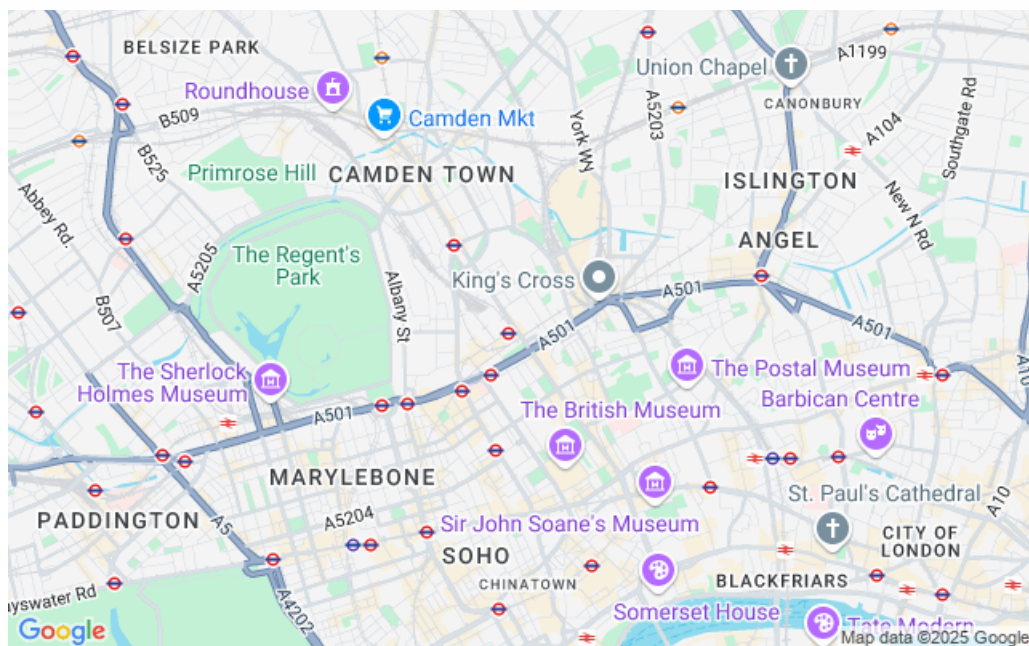 BELSIZE PARK
A1199
Union Chapel
Roundhouse
CANONBURY
Southgate Rd
B509
Camden Mkt
A5203
York Wy
A104
B525
Primrose Hill
CAMDEN TOWN
ISLINGTON
Abbey Rd.
New N Rd
The Regent's
Park
A5205
ANGEL
Albany St
King's Cross
A501
B507
A501
A501
The Sherlock
Holmes Museum
The Postal Museum
A10
Barbican Centre
A501
The British Museum
MARYLEBONE
St. Paul's Cathedral
A10
PADDINGTON
A5
A5204
Sir John Soane's Museum
CITY OF
LONDON
SOHO
CHINATOWN
BLACKFRIARS
yswater Rd
A4202
Somerset House
Tate Modern
Google
Map data ©2025 Google